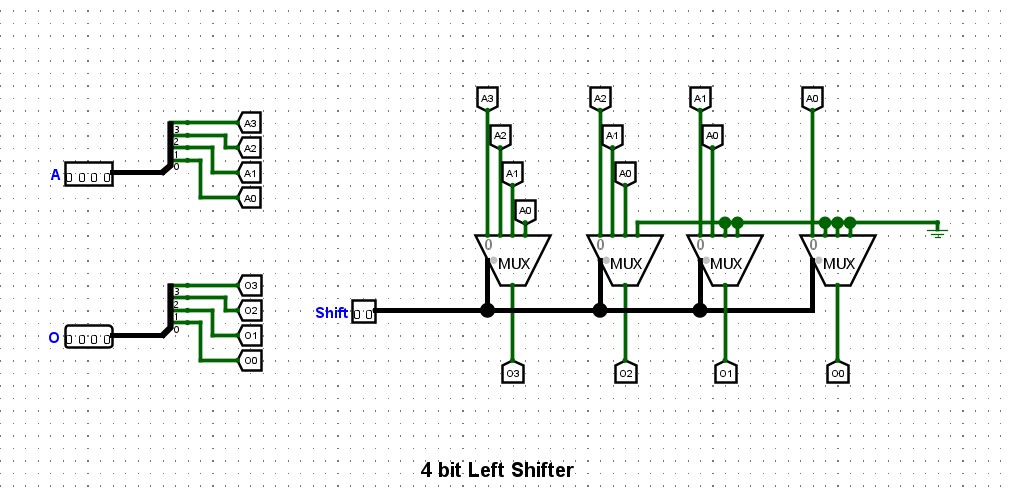 A3 A2 A1 A0
A2 A1 A0
A1 A0
A0
3
2
1
0
A3
A2
A1
A0
A
0 0 0 0
0 0 0 0
MUX MUX MUX MUX
3
2
1
0
O3
O2
O1
O0
O
0 0 0 0
Shift 0 0
O3 O2 O1 O0
4 bit Left Shifter